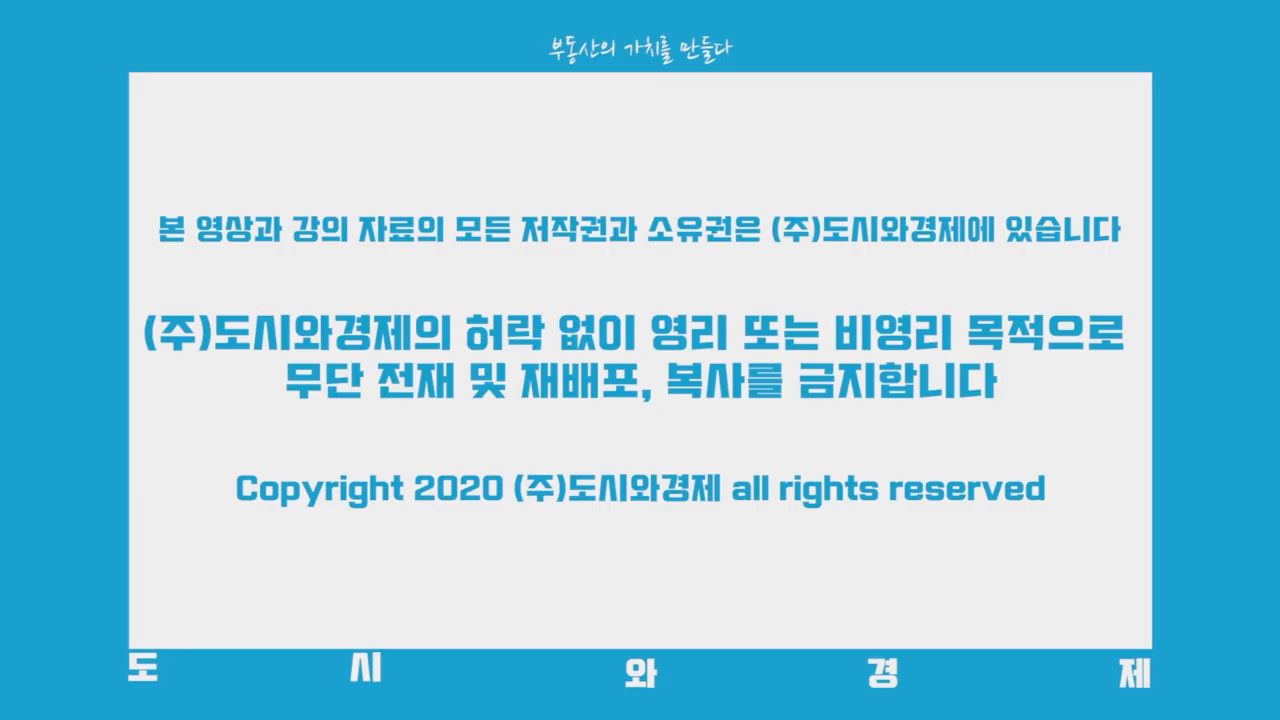 부동산의 가치를 만들다
본 영상과 강의 자료의 모든 저작권과 소유권은 (주)도시와경제에 있습니다
(주)도시와경제의 허락 없이 영리 또는 비영리 목적으로
무단 전재 및 재배포, 복사를 금지합니다
Copyright 2020 (주)도시와경제 all rights reserved
도 시 와 경 제